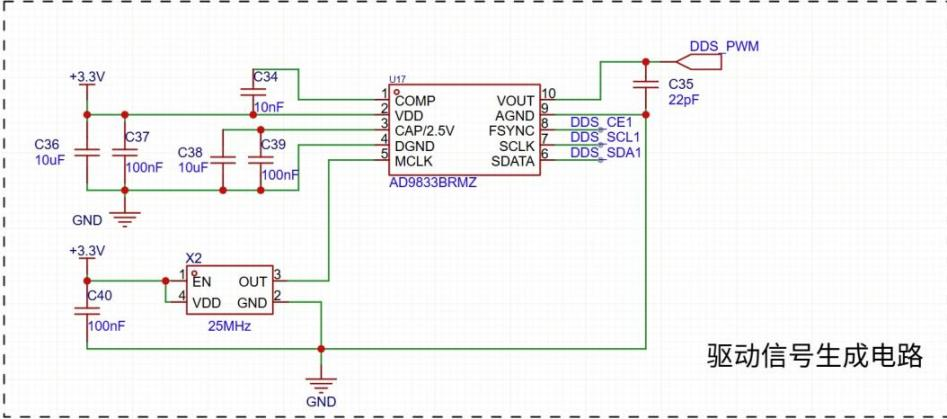 DDS_PWM
+3.3V
C34
10nF
U17
C35
22pF
1 COMP VOUT 10
2 VDD AGND 9
3 CAP/2.5V FSYNC 8 DDS_CE1
4 DGND SCLK 7 DDS_SCL1
5 MCLK SDATA 6 DDS_SDA1
AD9833BRMZ
C36
10uF
C37
100nF
C38
10uF
C39
100nF
GND
+3.3V
X2
1 EN OUT 3
4 VDD GND 2
25MHz
C40
100nF
GND
驱动信号生成电路